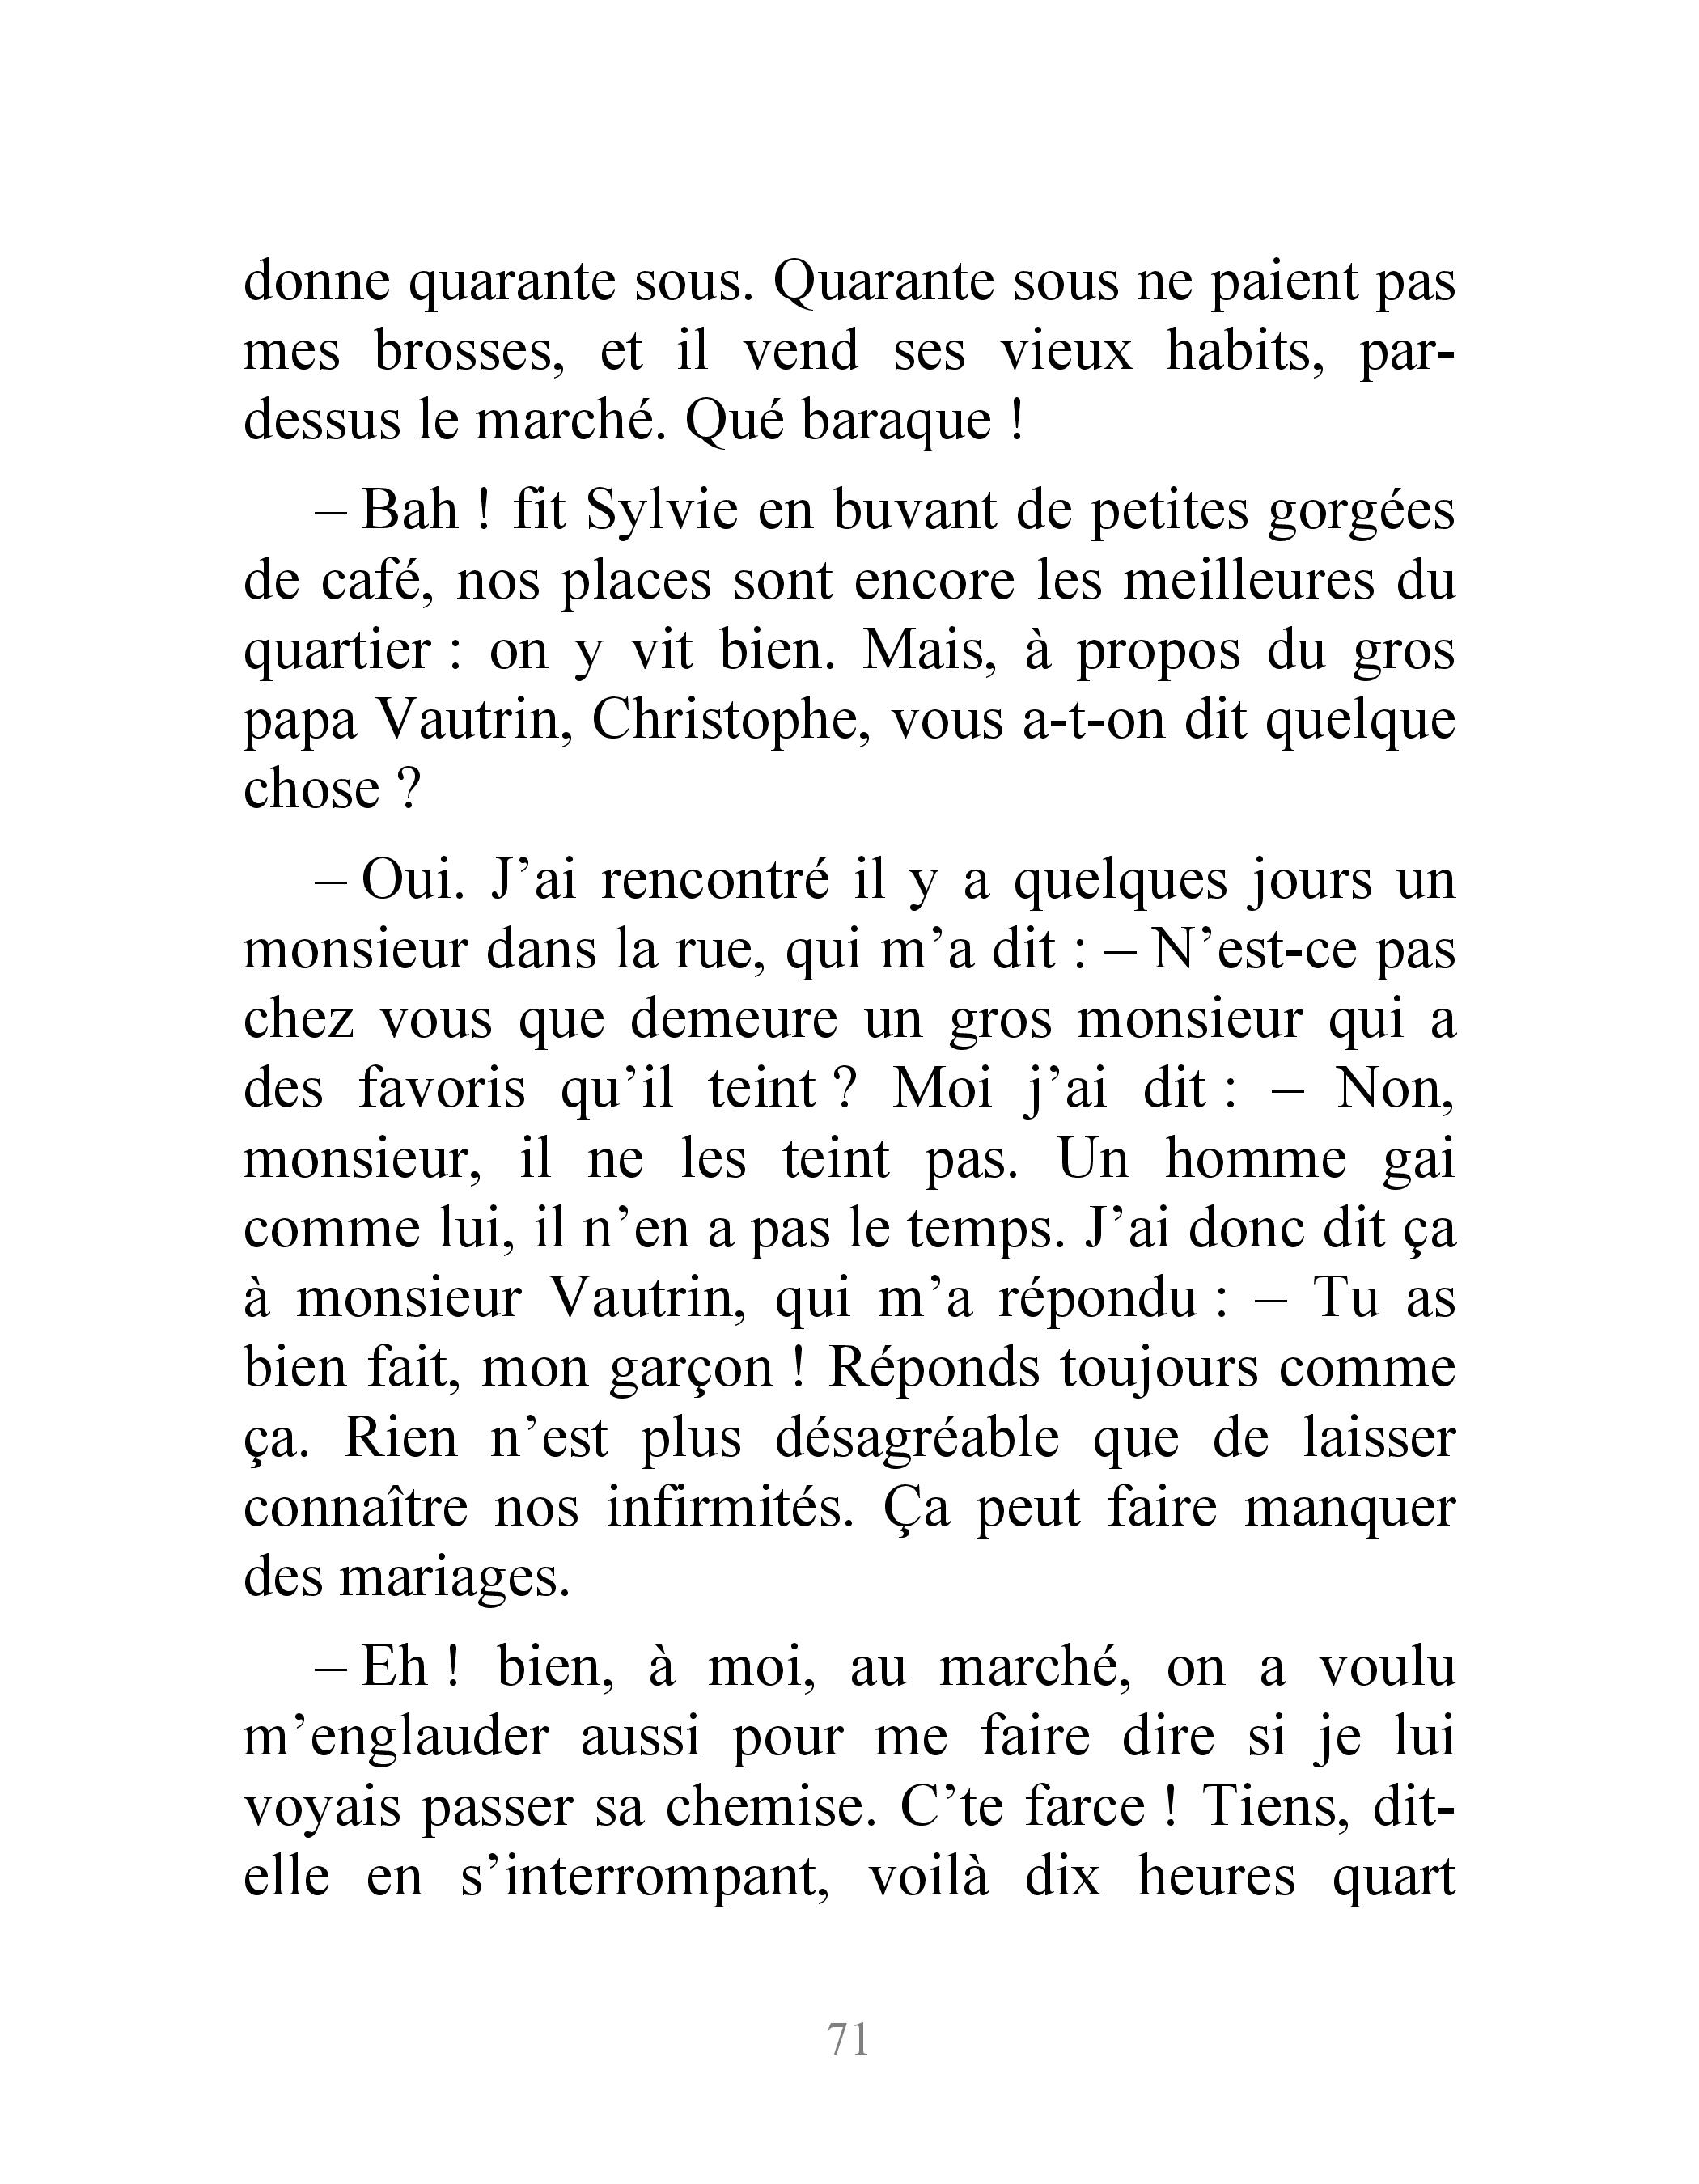 donne quarante sous. Quarante sous ne paient pas
mes brosses, et il vend ses vieux habits, par-
dessus le marché. Qué baraque !
– Bah ! fit Sylvie en buvant de petites gorgées
de café, nos places sont encore les meilleures du
quartier : on y vit bien. Mais, à propos du gros
papa Vautrin, Christophe, vous a-t-on dit quelque
chose ?
– Oui. J’ai rencontré il y a quelques jours un
monsieur dans la rue, qui m’a dit : – N’est-ce pas
chez vous que demeure un gros monsieur qui a
des favoris qu’il teint ? Moi j’ai dit : – Non,
monsieur, il ne les teint pas. Un homme gai
comme lui, il n’en a pas le temps. J’ai donc dit ça
à monsieur Vautrin, qui m’a répondu : – Tu as
bien fait, mon garçon ! Réponds toujours comme
ça. Rien n’est plus désagréable que de laisser
connaître nos infirmités. Ça peut faire manquer
des mariages.
– Eh ! bien, à moi, au marché, on a voulu
m’englauder aussi pour me faire dire si je lui
voyais passer sa chemise. C’te farce ! Tiens, dit-
elle en s’interrompant, voilà dix heures quart
71